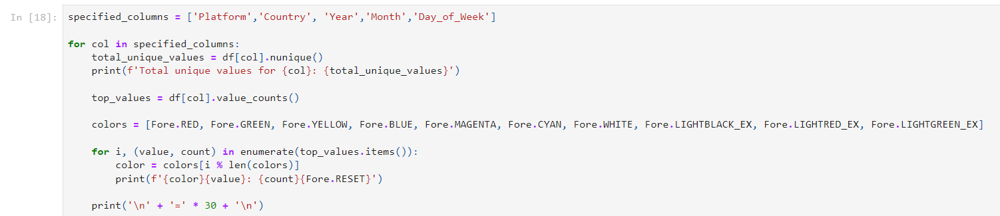 In [18]:
specified_columns = ['Platform','Country', 'Year','Month','Day_of_Week']
for col in specified_columns:
    total_unique_values = df[col].nunique()
    print(f'Total unique values for {col}: {total_unique_values}')
    top_values = df[col].value_counts()
    colors = [Fore.RED, Fore.GREEN, Fore.YELLOW, Fore.BLUE, Fore.MAGENTA, Fore.CYAN, Fore.WHITE, Fore.LIGHTBLACK_EX, Fore.LIGHTRED_EX, Fore.LIGHTGREEN_EX]
    for i, (value, count) in enumerate(top_values.items()):
        color = colors[i % len(colors)]
        print(f'{color}{value}: {count}{Fore.RESET}')
    print('\n' + '=' * 30 + '\n')